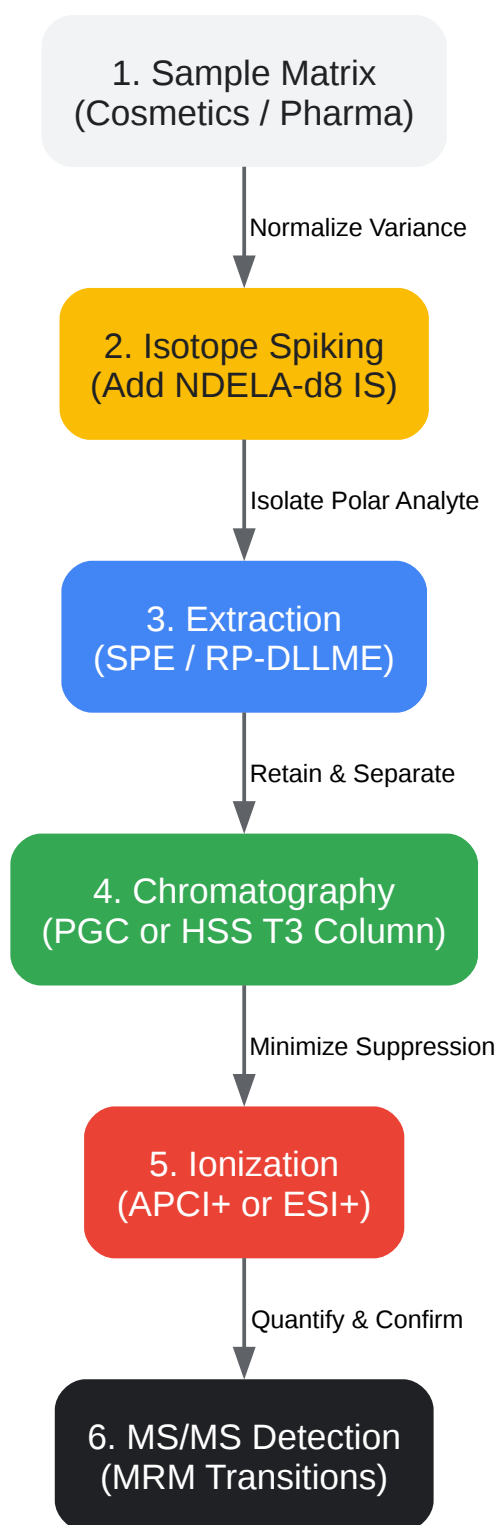 1. Sample Matrix
(Cosmetics / Pharma)
Normalize Variance
2. Isotope Spiking
(Add NDELA-d8 IS)
Isolate Polar Analyte
3. Extraction
(SPE / RP-DLLME)
Retain & Separate
4. Chromatography
(PGC or HSS T3 Column)
Minimize Suppression
5. Ionization
(APCI+ or ESI+)
Quantify & Confirm
6. MS/MS Detection
(MRM Transitions)